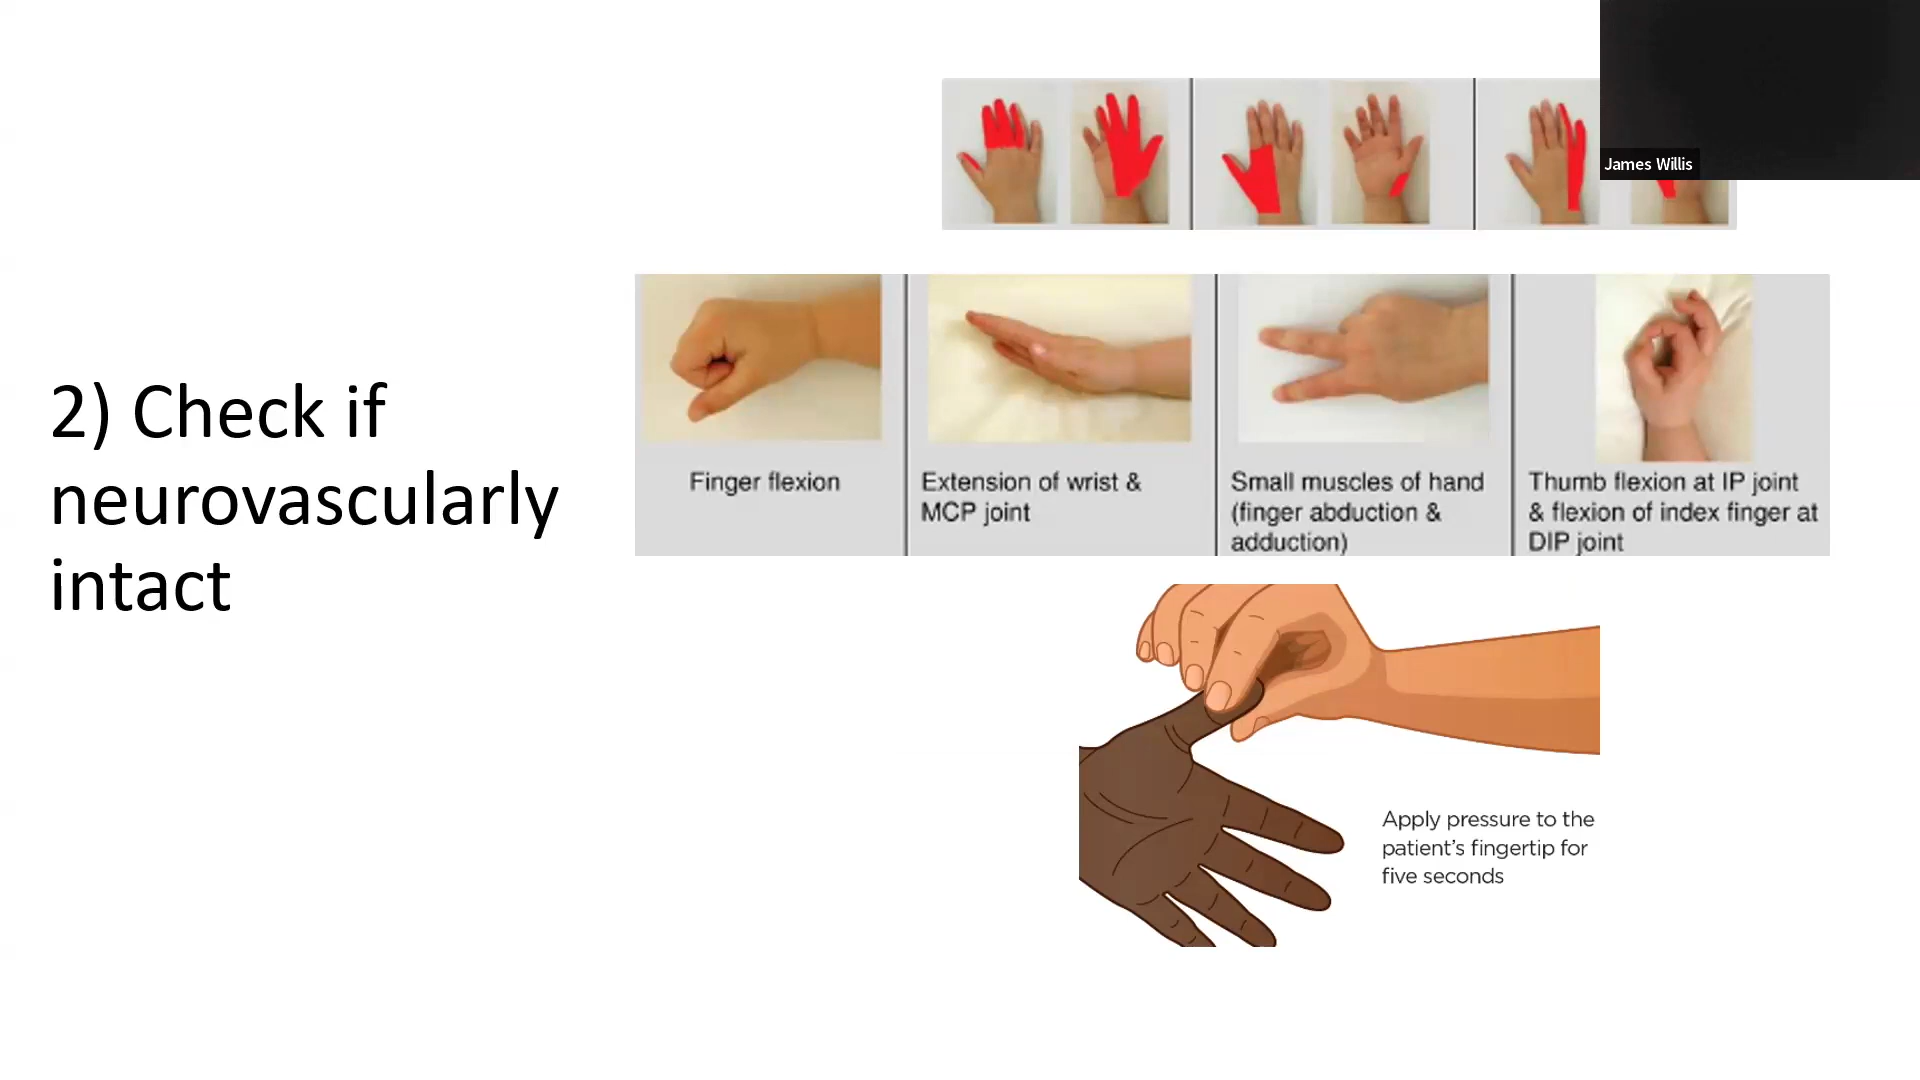 James Willis
2) Check if
neurovascularly
intact
Finger flexion
Extension of wrist &
MCP joint
Small muscles of hand
(finger abduction &
adduction)
Thumb flexion at IP joint
& flexion of index finger at
DIP joint
Apply pressure to the
patient's fingertip for
five seconds